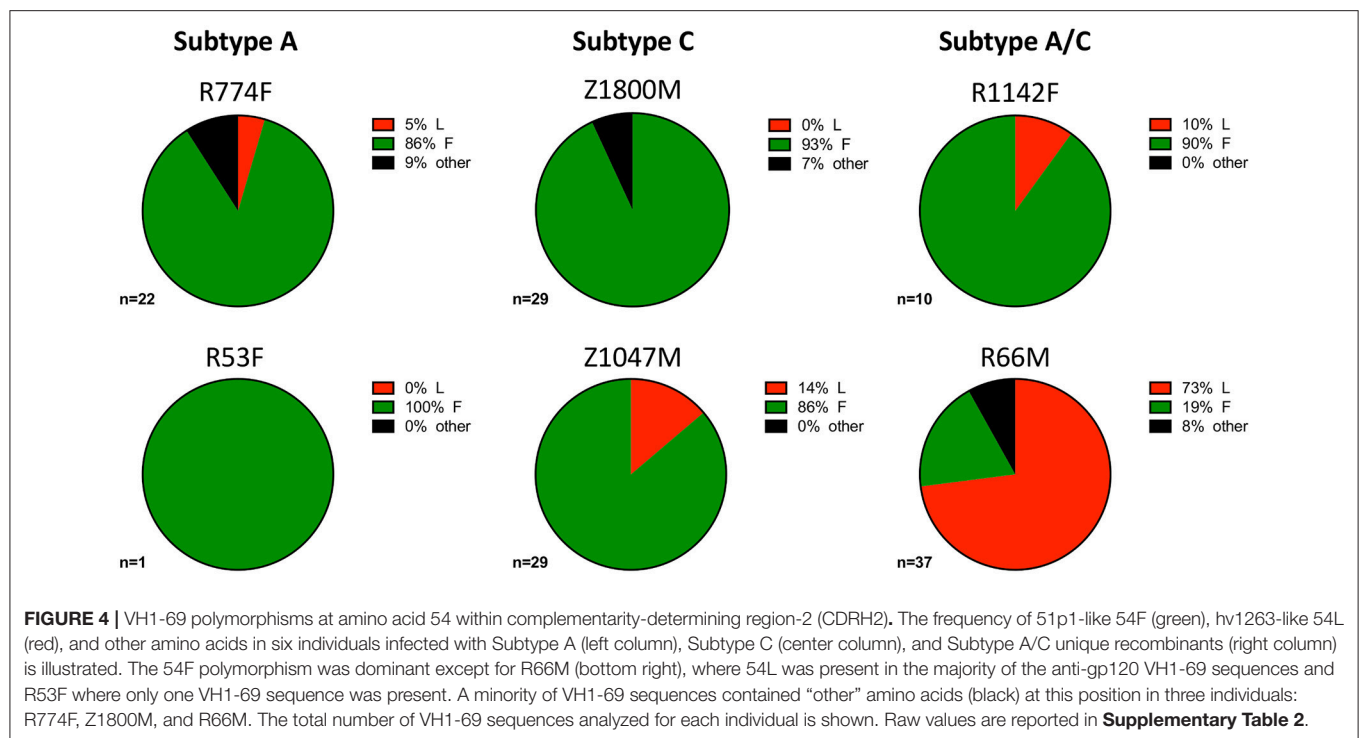 Subtype A
Subtype C
Subtype A/C
R774F
5% L
86% F
9% other
n=22
Z1800M
0% L
93% F
7% other
n=29
R1142F
10% L
90% F
0% other
n=10
R53F
0% L
100% F
0% other
n=1
Z1047M
14% L
86% F
0% other
n=29
R66M
73% L
19% F
8% other
n=37
FIGURE 4 | VH1-69 polymorphisms at amino acid 54 within complementarity-determining region-2 (CDRH2). The frequency of 51p1-like 54F (green), hv1263-like 54L
(red), and other amino acids in six individuals infected with Subtype A (left column), Subtype C (center column), and Subtype A/C unique recombinants (right column)
is illustrated. The 54F polymorphism was dominant except for R66M (bottom right), where 54L was present in the majority of the anti-gp120 VH1-69 sequences and
R53F where only one VH1-69 sequence was present. A minority of VH1-69 sequences contained “other” amino acids (black) at this position in three individuals:
R774F, Z1800M, and R66M. The total number of VH1-69 sequences analyzed for each individual is shown. Raw values are reported in Supplementary Table 2.